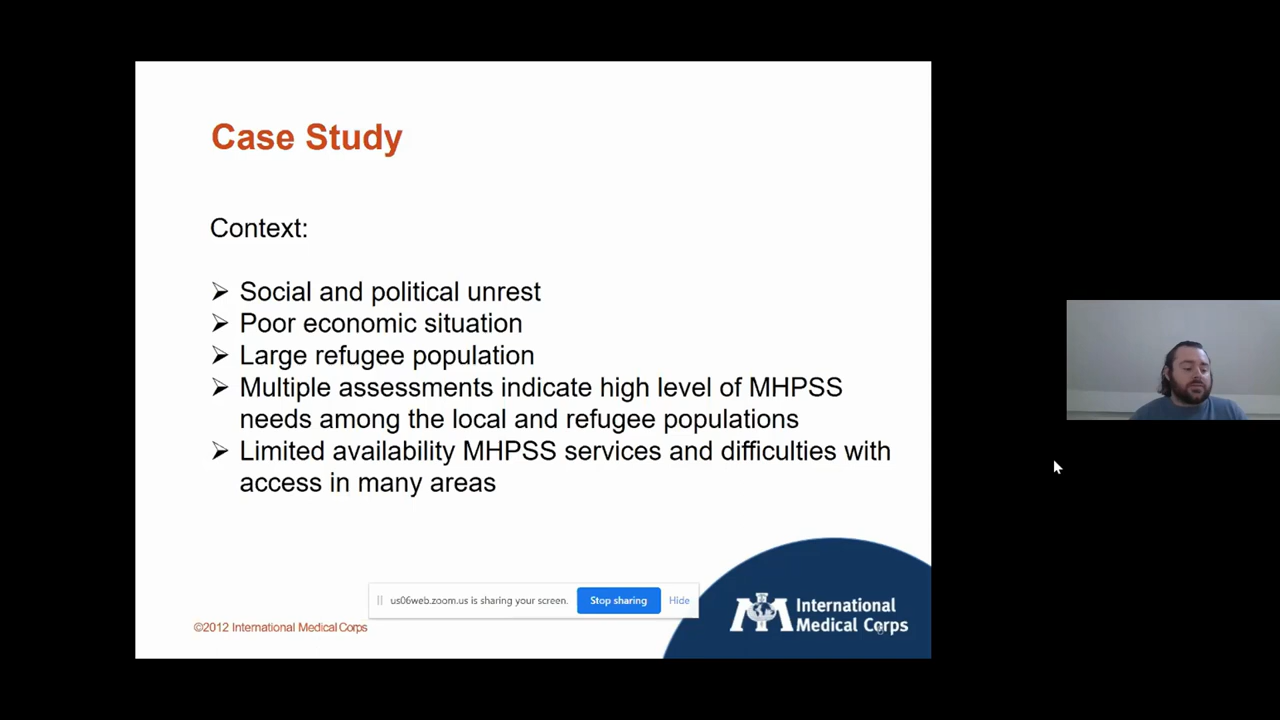 Case Study
Context:
➢ Social and political unrest
➢ Poor economic situation
➢ Large refugee population
➢ Multiple assessments indicate high level of MHPSS
needs among the local and refugee populations
➢ Limited availability MHPSS services and difficulties with
access in many areas
us06web.zoom.us is sharing your screen.
Stop sharing
Hide
©2012 International Medical Corps
International
Medical Corps